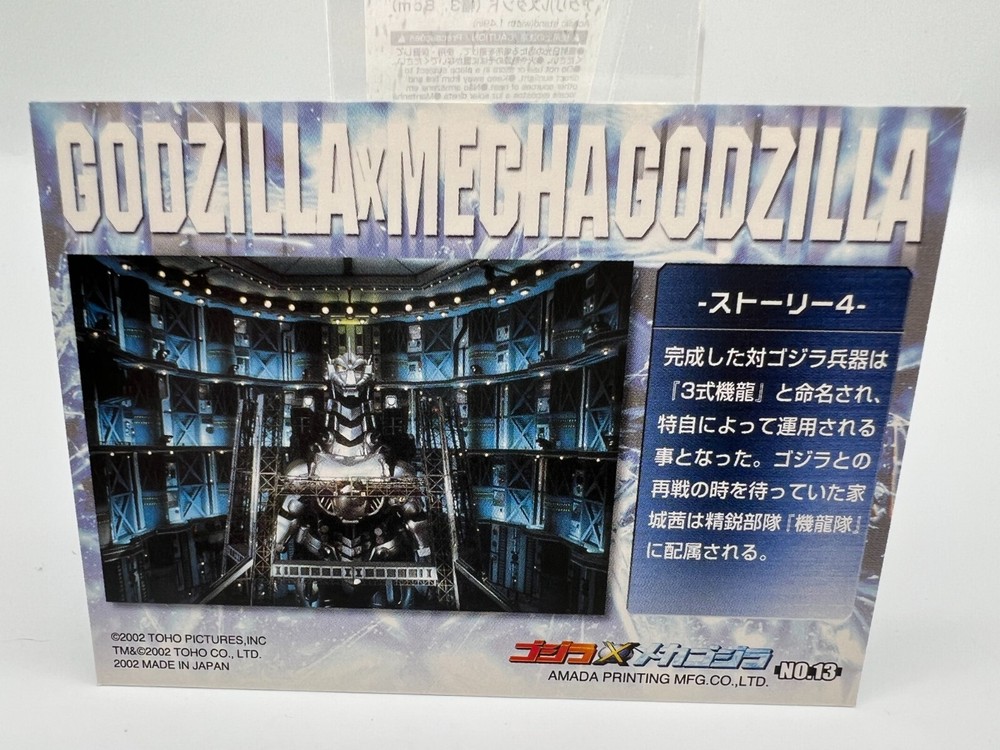 GODZILLA×MECHAGODZILLA
-ストーリー4-
完成した対ゴジラ兵器は
『3式機龍』と命名され、
特自によって運用される
事となった。ゴジラとの
再戦の時を待っていた家
城茜は精鋭部隊『機龍隊』
に配属される。
©2002 TOHO PICTURES,INC
TM&©2002 TOHO CO., LTD.
2002 MADE IN JAPAN
ゴジラ×メカゴジラ
AMADA PRINTING MFG.CO.,LTD.
NO.13